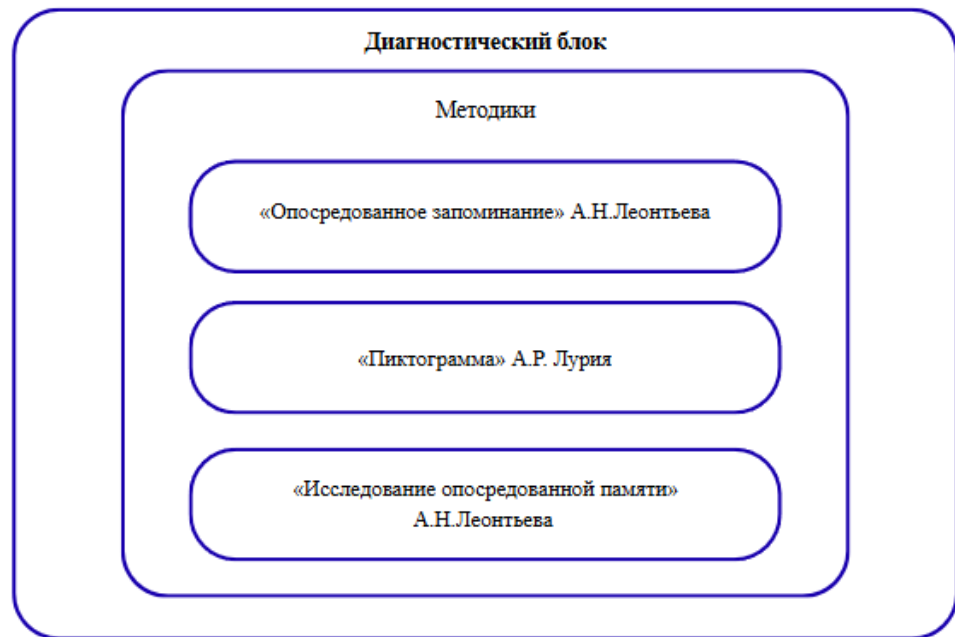 Диагностический блок
Методики
«Опосредованное запоминание» А.Н.Леонтьева
«Пиктограмма» А.Р. Лурия
«Исследование опосредованной памяти»
А.Н.Леонтьева